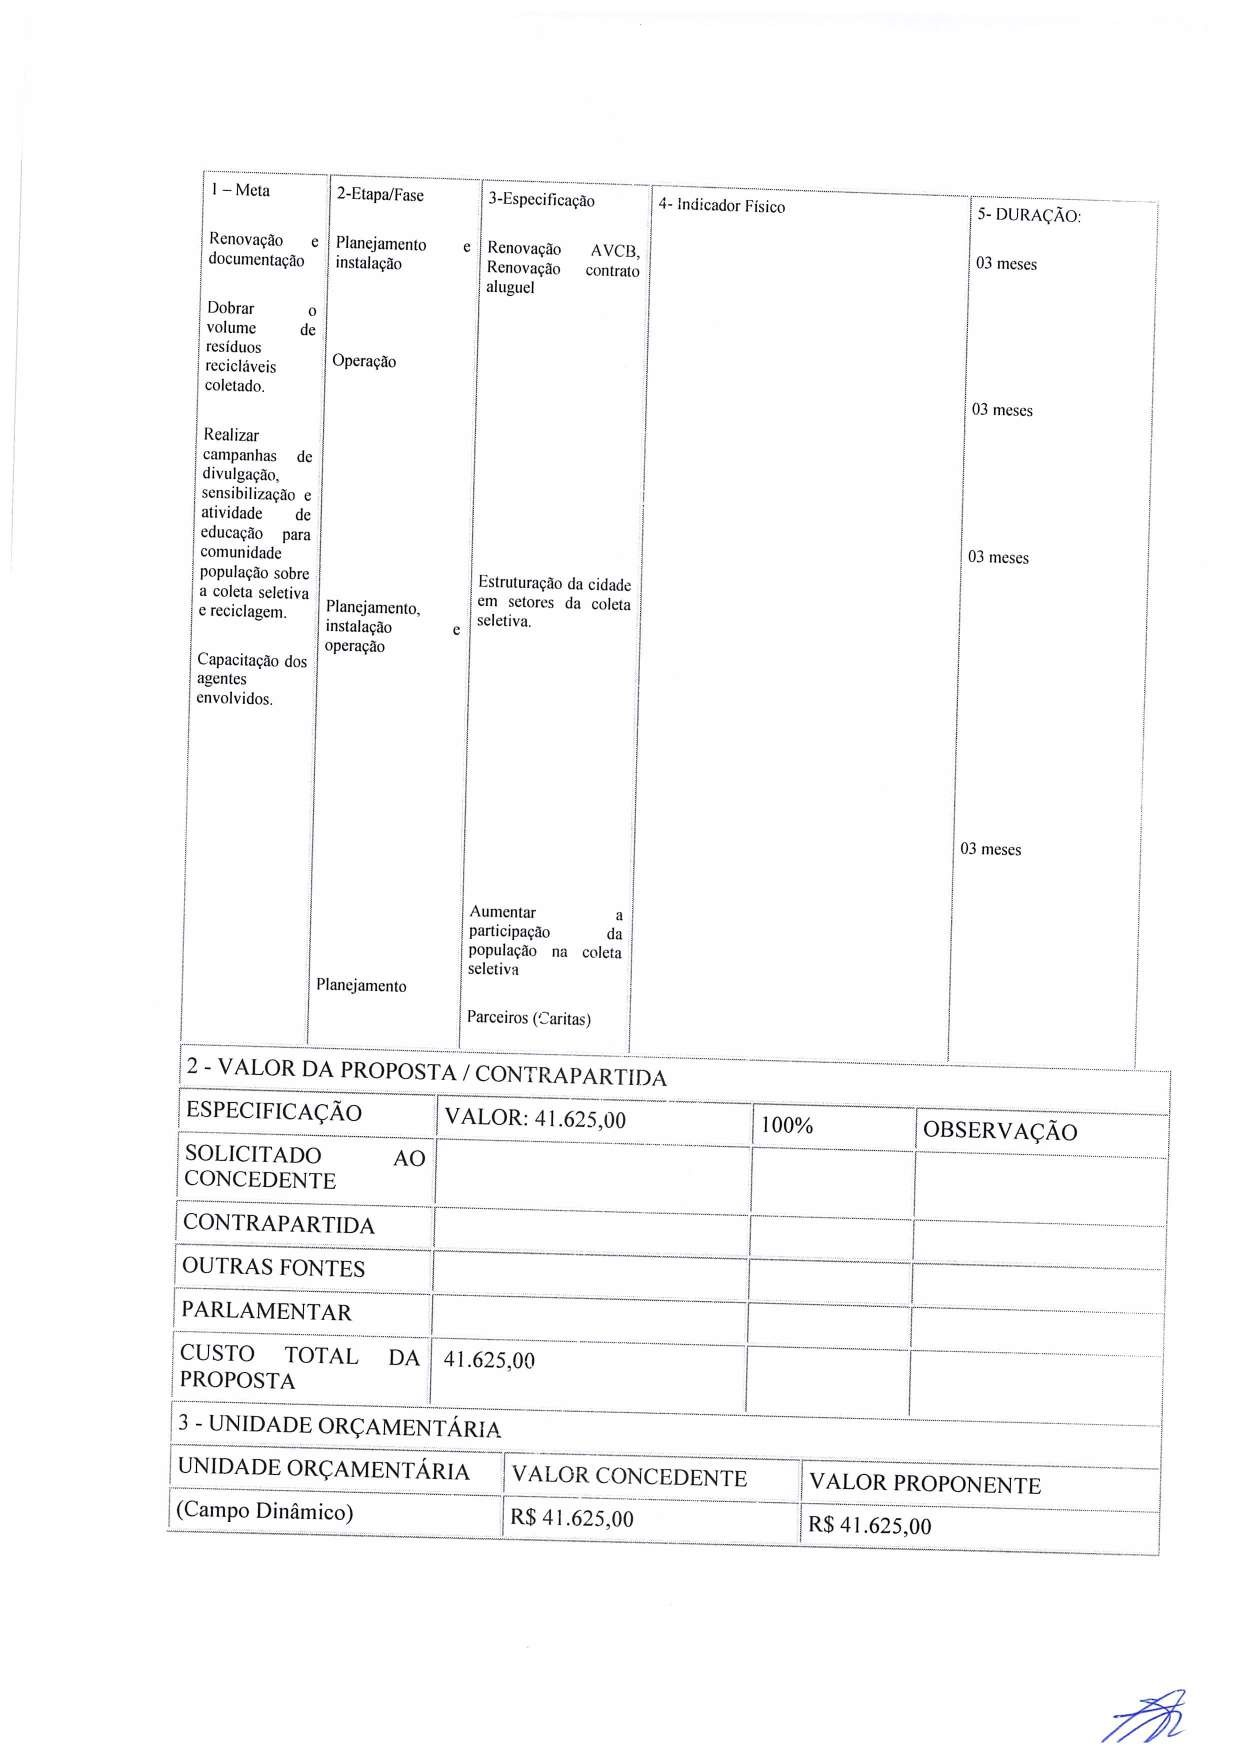 1 – Meta
Renovação e
documentação
Dobrar o
volume de
resíduos
recicláveis
coletado.
Realizar
campanhas de
divulgação,
sensibilização e
atividade de
educação para
comunidade
população sobre
a coleta seletiva
e reciclagem.
Capacitação dos
agentes
envolvidos.
2-Etapa/Fase
Planejamento e
instalação
Operação
Planejamento,
instalação e
operação
Planejamento
3-Especificação
Renovação AVCB,
Renovação contrato
aluguel
Estruturação da cidade
em setores da coleta
seletiva.
Aumentar a
participação da
população na coleta
seletiva
Parceiros (Caritas)
4- Indicador Físico
5- DURAÇÃO:
03 meses
03 meses
03 meses
03 meses
2 - VALOR DA PROPOSTA / CONTRAPARTIDA
ESPECIFICAÇÃO VALOR: 41.625,00 100% OBSERVAÇÃO
SOLICITADO AO
CONCEDENTE
CONTRAPARTIDA
OUTRAS FONTES
PARLAMENTAR
CUSTO TOTAL DA 41.625,00
PROPOSTA
3 - UNIDADE ORÇAMENTÁRIA
UNIDADE ORÇAMENTÁRIA VALOR CONCEDENTE VALOR PROPONENTE
(Campo Dinâmico) R$ 41.625,00 R$ 41.625,00